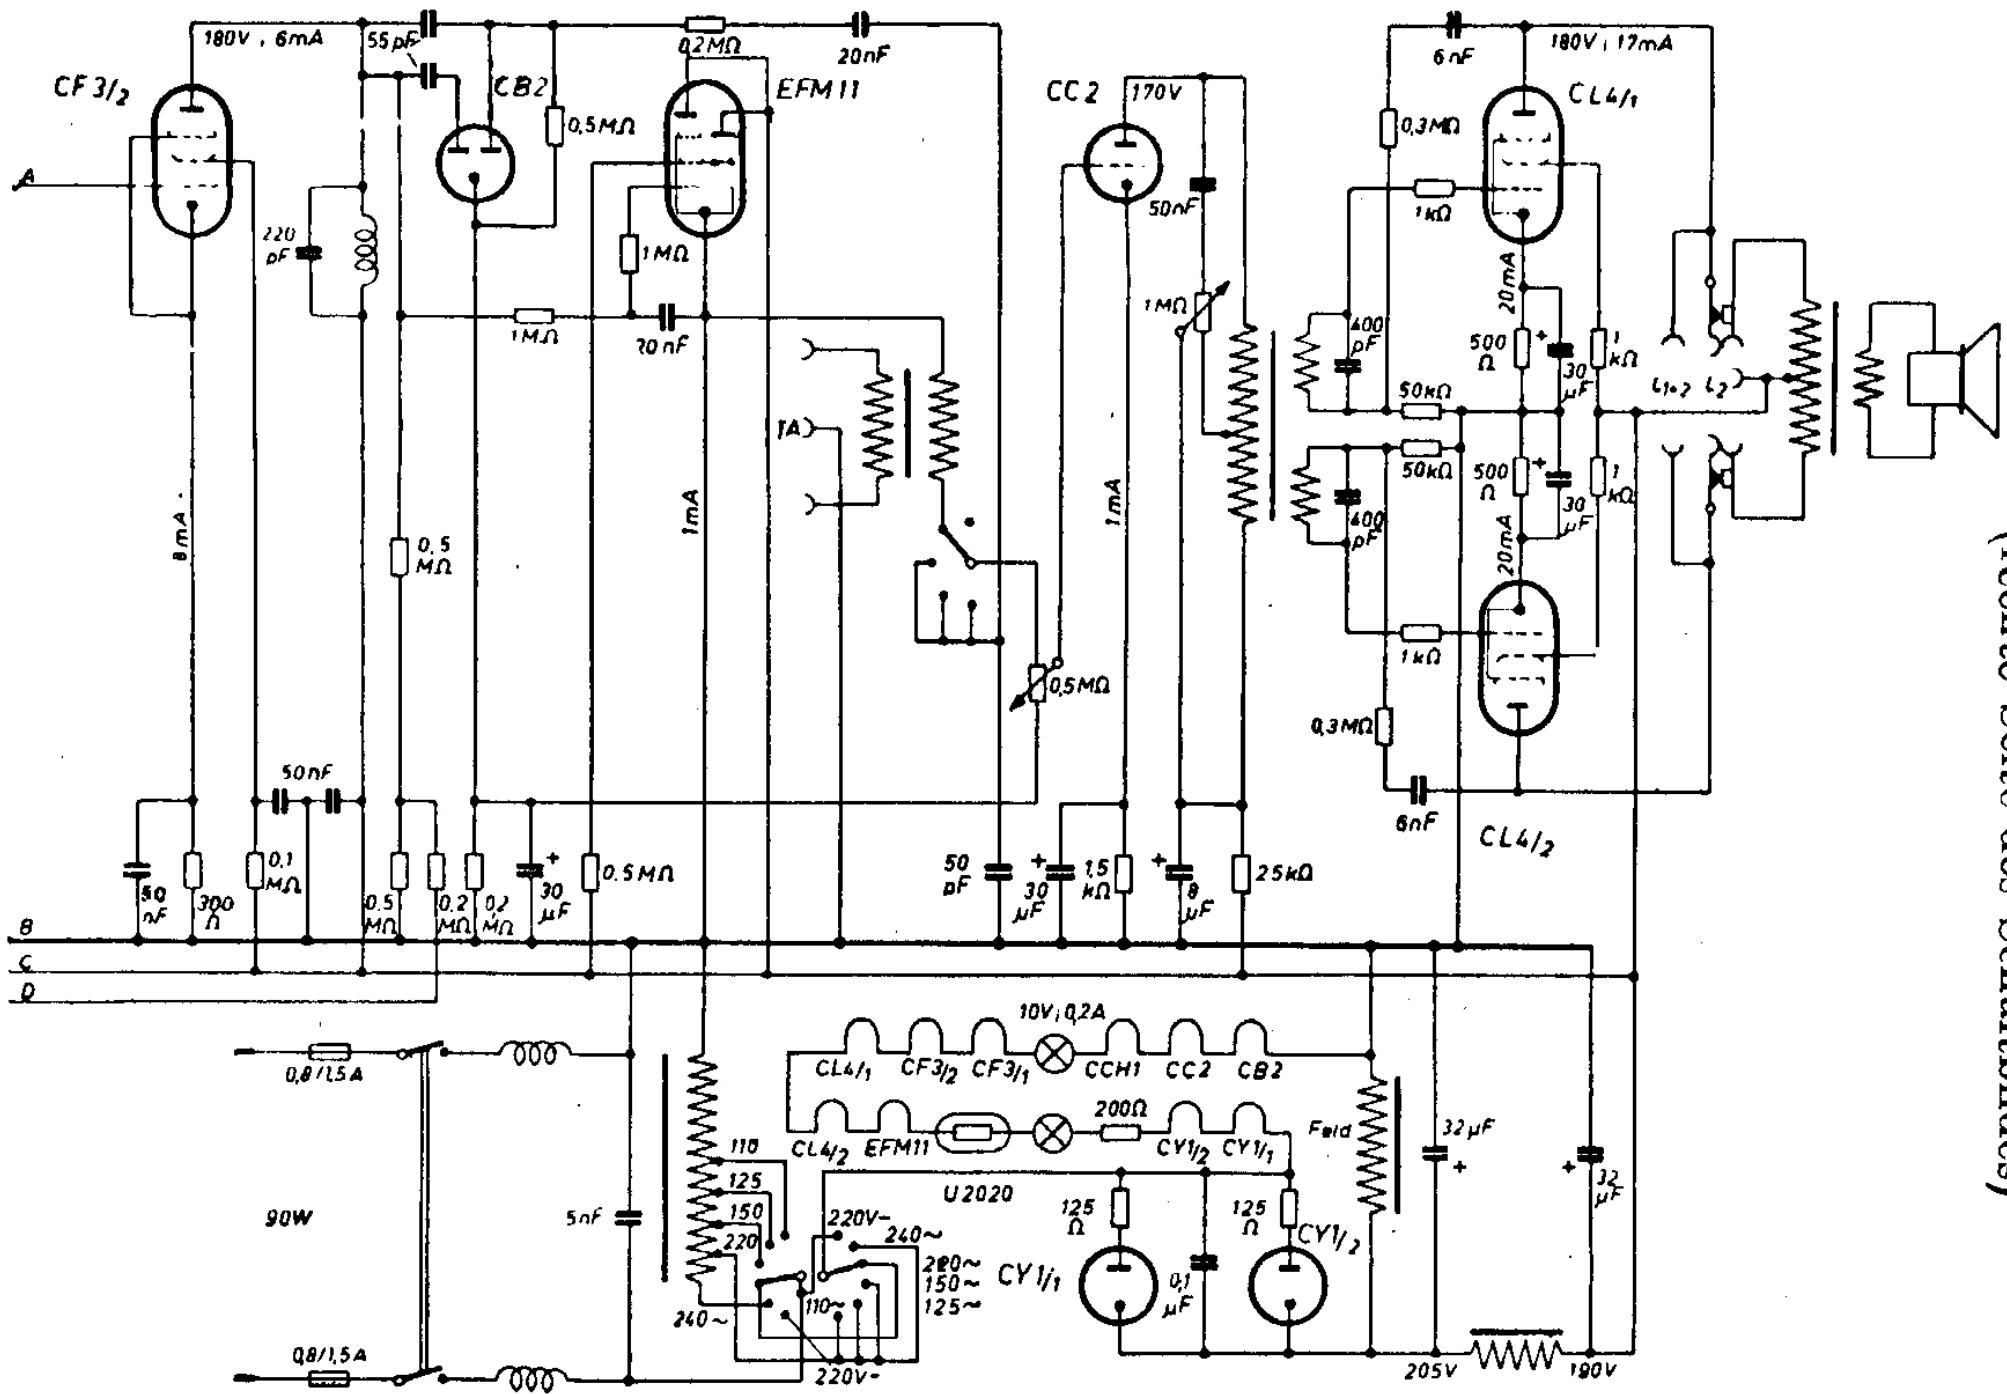 180V, 6mA
55pF
0,2MΩ
20nF
6nF
180V, 17mA
CF3/2
CB2
EFM11
CC2
170V
CL4/1
0,5MΩ
0,3MΩ
A
50nF
1kΩ
220 pF
1MΩ
20mA
1MΩ
1MΩ
20nF
400 pF
500 Ω
+
30 µF
1 kΩ
50kΩ
L1+2
L2
TA
50kΩ
500 Ω
+
30 µF
1 kΩ
400 pF
8mA
1mA
1mA
20mA
0,5 MΩ
1kΩ
0,5MΩ
0,3MΩ
50nF
6nF
CL4/2
50 nF
300 Ω
0,1 MΩ
0,5 MΩ
0,2 MΩ
0,2 MΩ
+
30 µF
0.5MΩ
50 pF
+
30 µF
1,5 kΩ
+
8 µF
25kΩ
B
C
D
10V, 0,2A
0,8/1,5A
CL4/1
CF3/2
CF3/1
CCH1
CC2
CB2
200Ω
CL4/2
EFM11
CY1/2
CY1/1
Feld
32µF
+
+
32 µF
U2020
110
125
150
220
90W
5nF
220V-
240~
220~
150~
125~
CY1/1
125 Ω
0,1 µF
125 Ω
CY1/2
240~
110~
220V-
0,8/1,5A
205V
190V